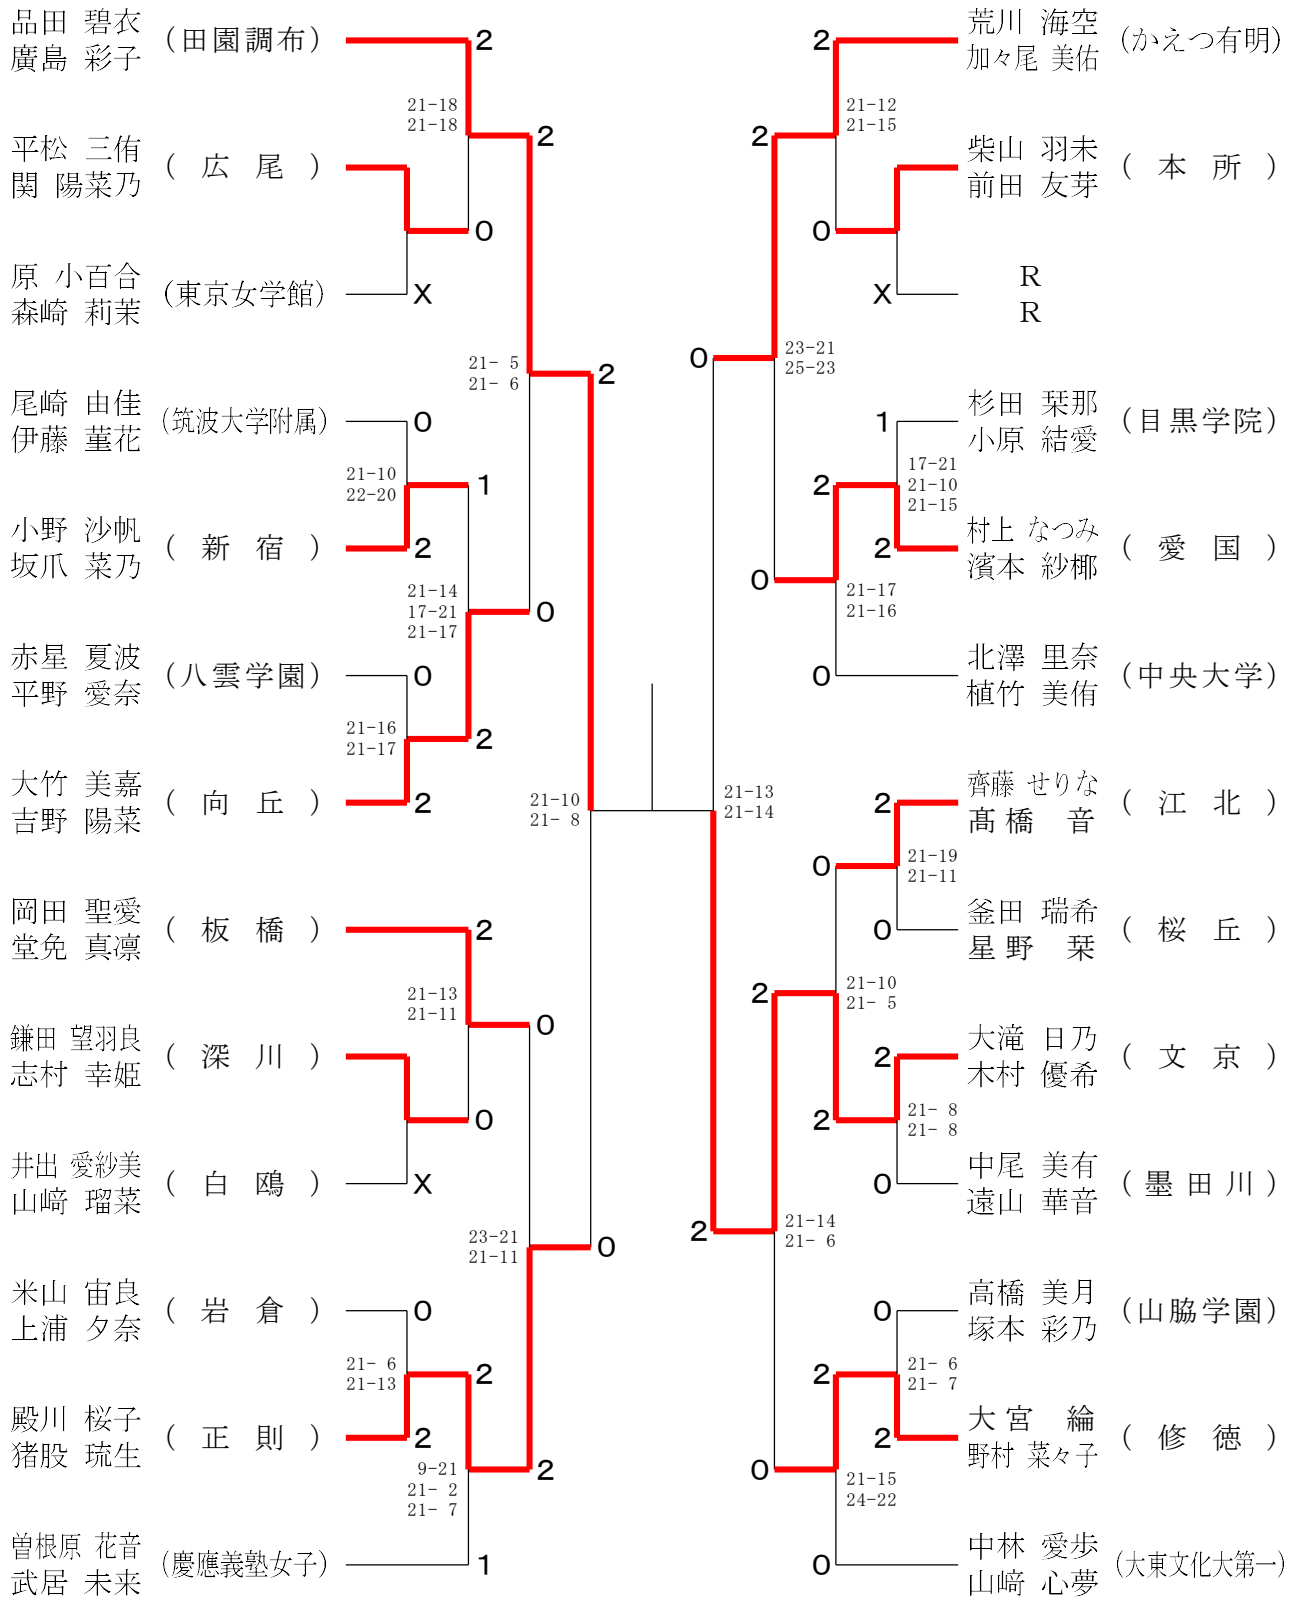 品田 碧衣
廣島 彩子
(田園調布)
2
21-18
21-18
2
平松 三侑
関 陽菜乃
( 広 尾 )
0
原 小百合
森崎 莉茉
(東京女学館)
X
21- 5
21- 6
2
尾崎 由佳
伊藤 菫花
(筑波大学附属)
0
21-10
22-20
1
小野 沙帆
坂爪 菜乃
( 新 宿 )
2
21-14
17-21
21-17
0
赤星 夏波
平野 愛奈
(八雲学園)
0
21-16
21-17
2
大竹 美嘉
吉野 陽菜
( 向 丘 )
2
21-10
21- 8
岡田 聖愛
堂免 真凛
( 板 橋 )
2
21-13
21-11
0
鎌田 望羽良
志村 幸姫
( 深 川 )
0
井出 愛紗美
山﨑 瑠菜
( 白 鴎 )
X
23-21
21-11
0
米山 宙良
上浦 夕奈
( 岩 倉 )
0
21- 6
21-13
2
殿川 桜子
猪股 琉生
( 正 則 )
2
9-21
21- 2
21- 7
2
曽根原 花音
武居 未来
(慶應義塾女子)
1
2
荒川 海空
加々尾 美佑
(かえつ有明)
21-12
21-15
2
柴山 羽未
前田 友芽
( 本 所 )
0
X
R
R
0
23-21
25-23
1
杉田 栞那
小原 結愛
(目黒学院)
17-21
21-10
21-15
2
2
村上 なつみ
濱本 紗椰
( 愛 国 )
0
21-17
21-16
0
北澤 里奈
植竹 美侑
(中央大学)
21-13
21-14
2
齊藤 せりな
髙橋 音
( 江 北 )
0
21-19
21-11
0
釜田 瑞希
星野 栞
( 桜 丘 )
2
21-10
21- 5
2
大滝 日乃
木村 優希
( 文 京 )
2
21- 8
21- 8
0
中尾 美有
遠山 華音
(墨田川)
2
21-14
21- 6
0
高橋 美月
塚本 彩乃
(山脇学園)
2
21- 6
21- 7
2
大宮 綸
野村 菜々子
( 修 徳 )
0
21-15
24-22
0
中林 愛歩
山﨑 心夢
(大東文化大第一)